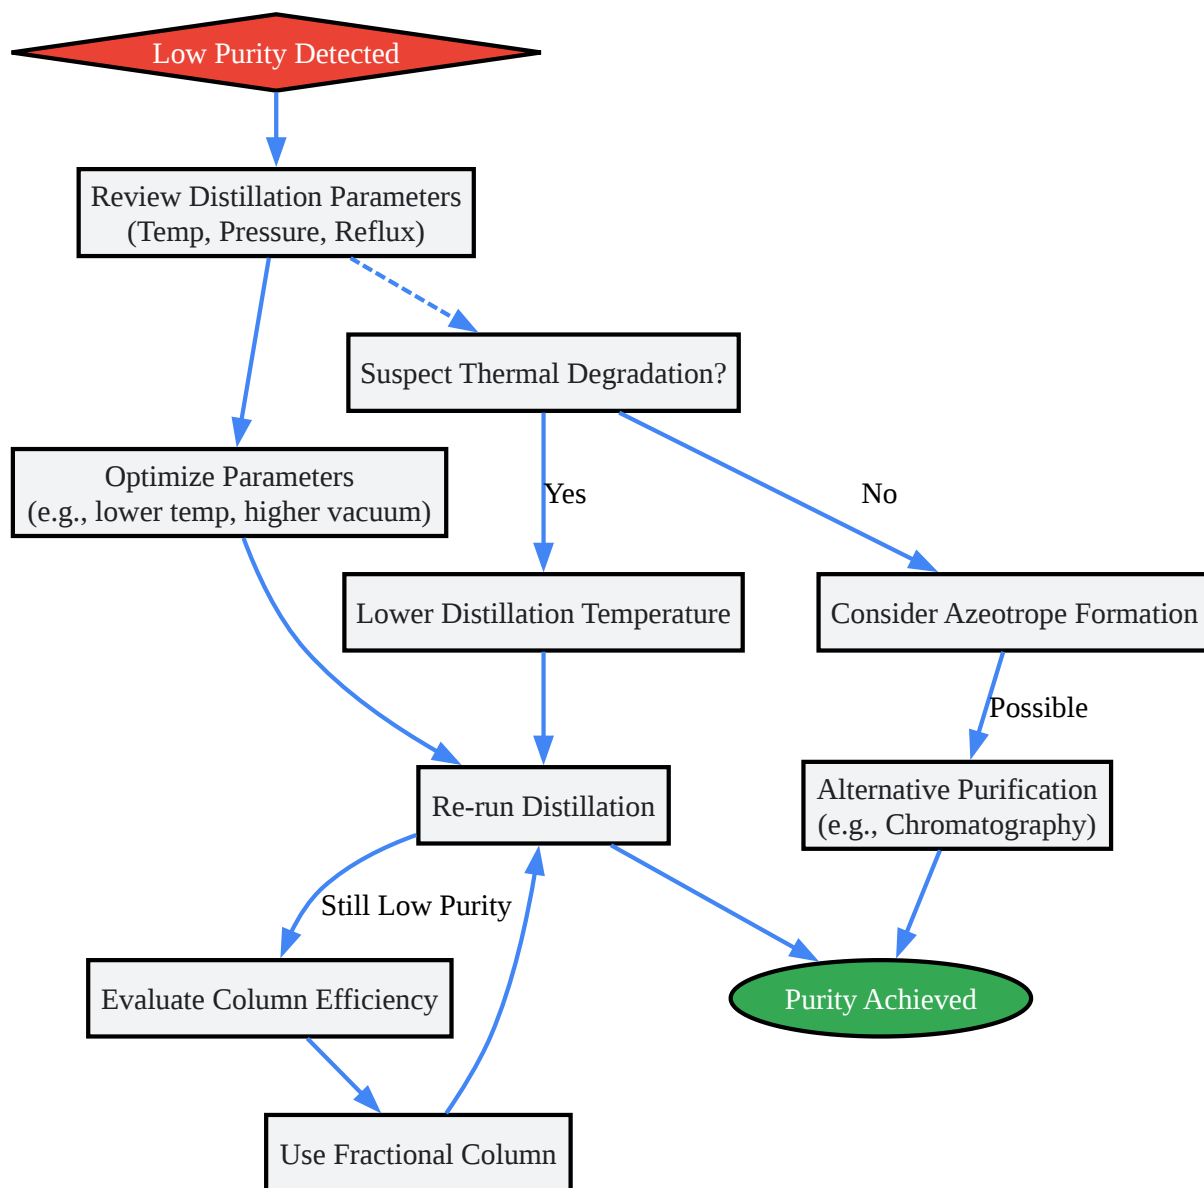 Low Purity Detected
Review Distillation Parameters
(Temp, Pressure, Reflux)
Suspect Thermal Degradation?
Optimize Parameters
(e.g., lower temp, higher vacuum)
Yes
No
Lower Distillation Temperature
Consider Azeotrope Formation
Possible
Re-run Distillation
Alternative Purification
(e.g., Chromatography)
Still Low Purity
Evaluate Column Efficiency
Purity Achieved
Use Fractional Column